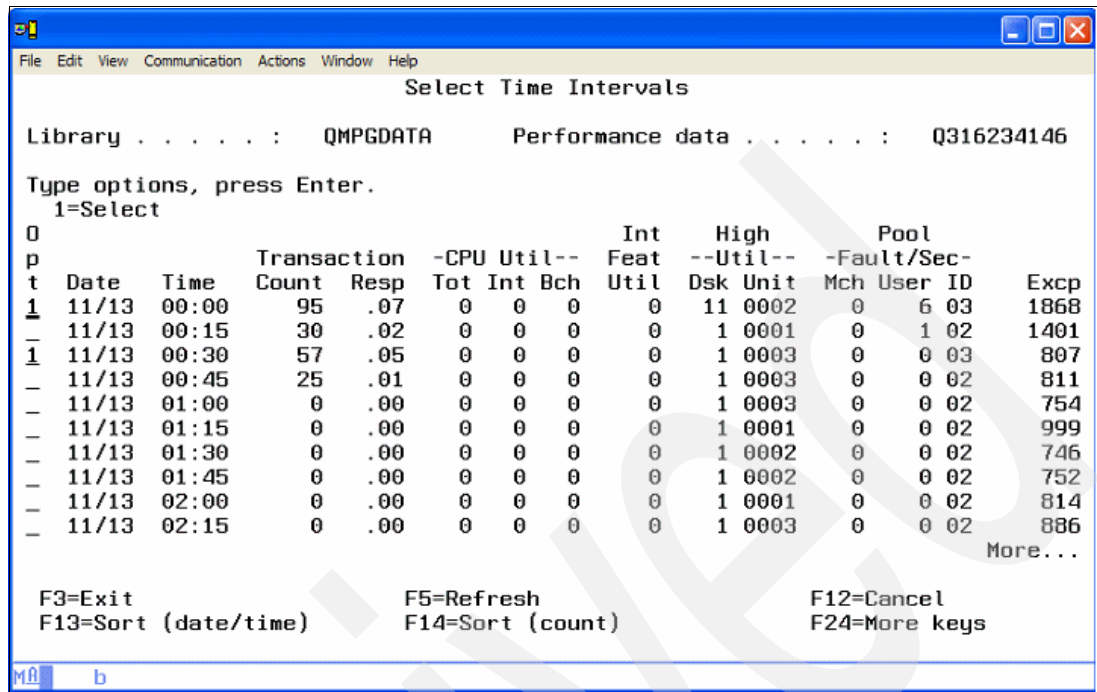 File Edit View Communication Actions Window Help
Select Time Intervals
Library . . . . . : QMPGDATA Performance data . . . . . : Q316234146
Type options, press Enter.
1=Select
O Int High Pool
p Transaction -CPU Util-- Feat --Util-- -Fault/Sec-
t Date Time Count Resp Tot Int Bch Util Dsk Unit Mch User ID Excp
1 11/13 00:00 95 .07 0 0 0 0 11 0002 0 6 03 1868
_ 11/13 00:15 30 .02 0 0 0 0 1 0001 0 1 02 1401
1 11/13 00:30 57 .05 0 0 0 0 1 0003 0 0 03 807
_ 11/13 00:45 25 .01 0 0 0 0 1 0003 0 0 02 811
_ 11/13 01:00 0 .00 0 0 0 0 1 0003 0 0 02 754
_ 11/13 01:15 0 .00 0 0 0 0 1 0001 0 0 02 999
_ 11/13 01:30 0 .00 0 0 0 0 1 0002 0 0 02 746
_ 11/13 01:45 0 .00 0 0 0 0 1 0002 0 0 02 752
_ 11/13 02:00 0 .00 0 0 0 0 1 0001 0 0 02 814
_ 11/13 02:15 0 .00 0 0 0 0 1 0003 0 0 02 886
More...
F3=Exit F5=Refresh F12=Cancel
F13=Sort (date/time) F14=Sort (count) F24=More keys
MA b